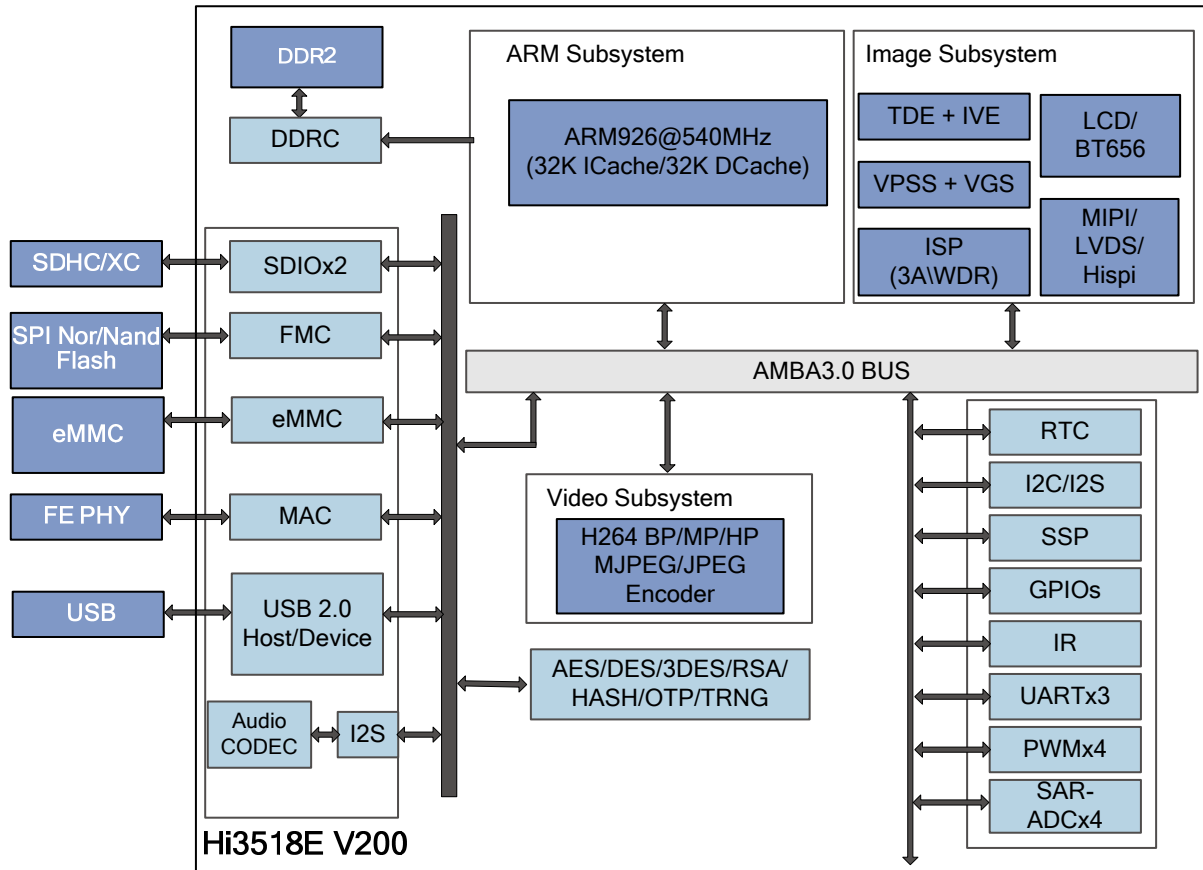 DDR2
DDRC
ARM Subsystem
ARM926@540MHz
(32K ICache/32K DCache)
Image Subsystem
TDE + IVE
VPSS + VGS
ISP
(3A\WDR)
LCD/
BT656
MIPI/
LVDS/
Hispi
SDHC/XC
SDIOx2
SPI Nor/Nand
Flash
FMC
eMMC
eMMC
FE PHY
MAC
USB
USB 2.0
Host/Device
Audio
CODEC
I2S
AMBA3.0 BUS
Video Subsystem
H264 BP/MP/HP
MJPEG/JPEG
Encoder
AES/DES/3DES/RSA/
HASH/OTP/TRNG
RTC
I2C/I2S
SSP
GPIOs
IR
UARTx3
PWMx4
SAR-
ADCx4
Hi3518E V200